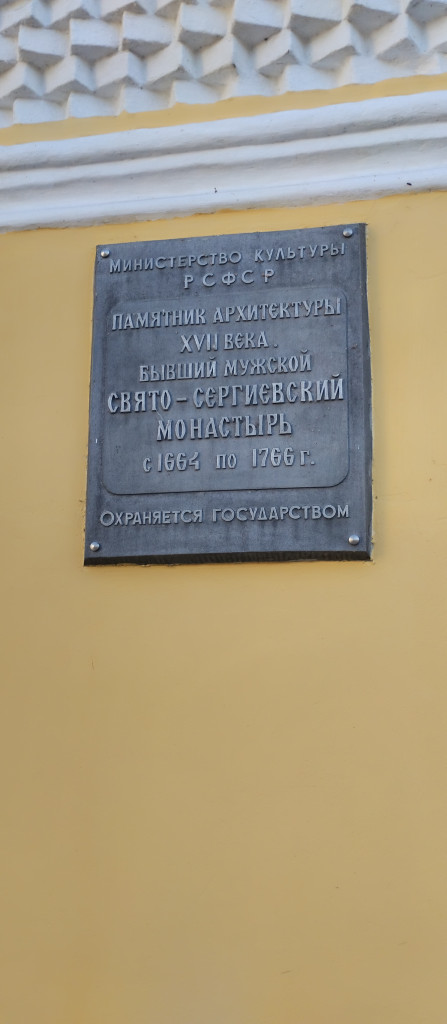 МИНИСТЕРСТВО КУЛЬТУРЫ
РСФСР
ПАМЯТНИК АРХИТЕКТУРЫ
XVII ВЕКА.
БЫВШИЙ МУЖСКОЙ
СВЯТО-СЕРГИЕВСКИЙ
МОНАСТЫРЬ
с 1664 по 1766 г.
ОХРАНЯЕТСЯ ГОСУДАРСТВОМ